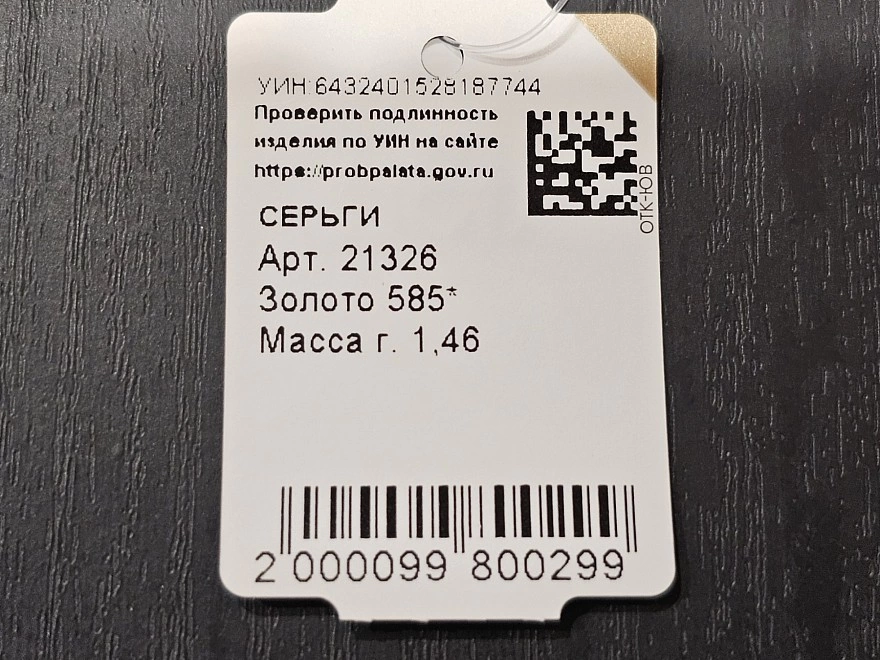 УИН:6432401528187744
Проверить подлинность
изделия по УИН на сайте
https://probpalata.gov.ru
ОТК-ЮВ
СЕРЬГИ
Арт. 21326
Золото 585*
Масса г. 1,46
2 000099 800299